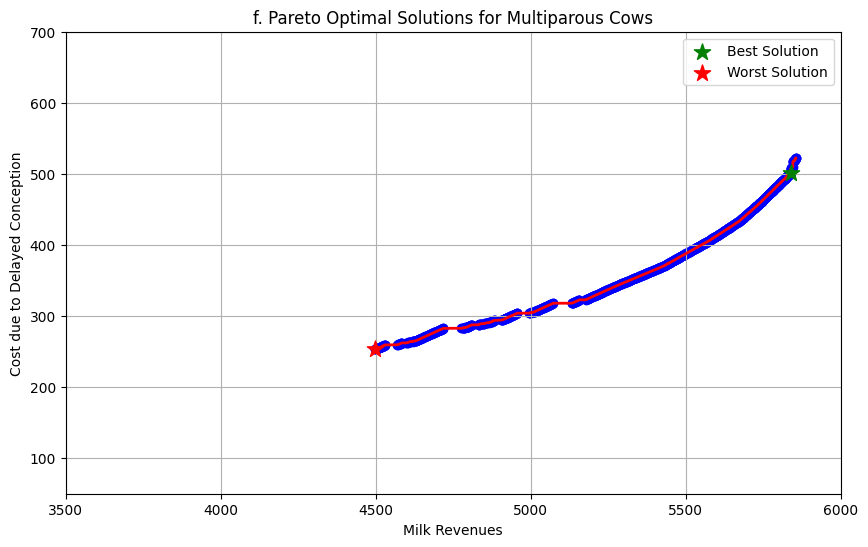 f. Pareto Optimal Solutions for Multiparous Cows
Best Solution
Worst Solution
Cost due to Delayed Conception
700
600
500
400
300
200
100
3500 4000 4500 5000 5500 6000
Milk Revenues